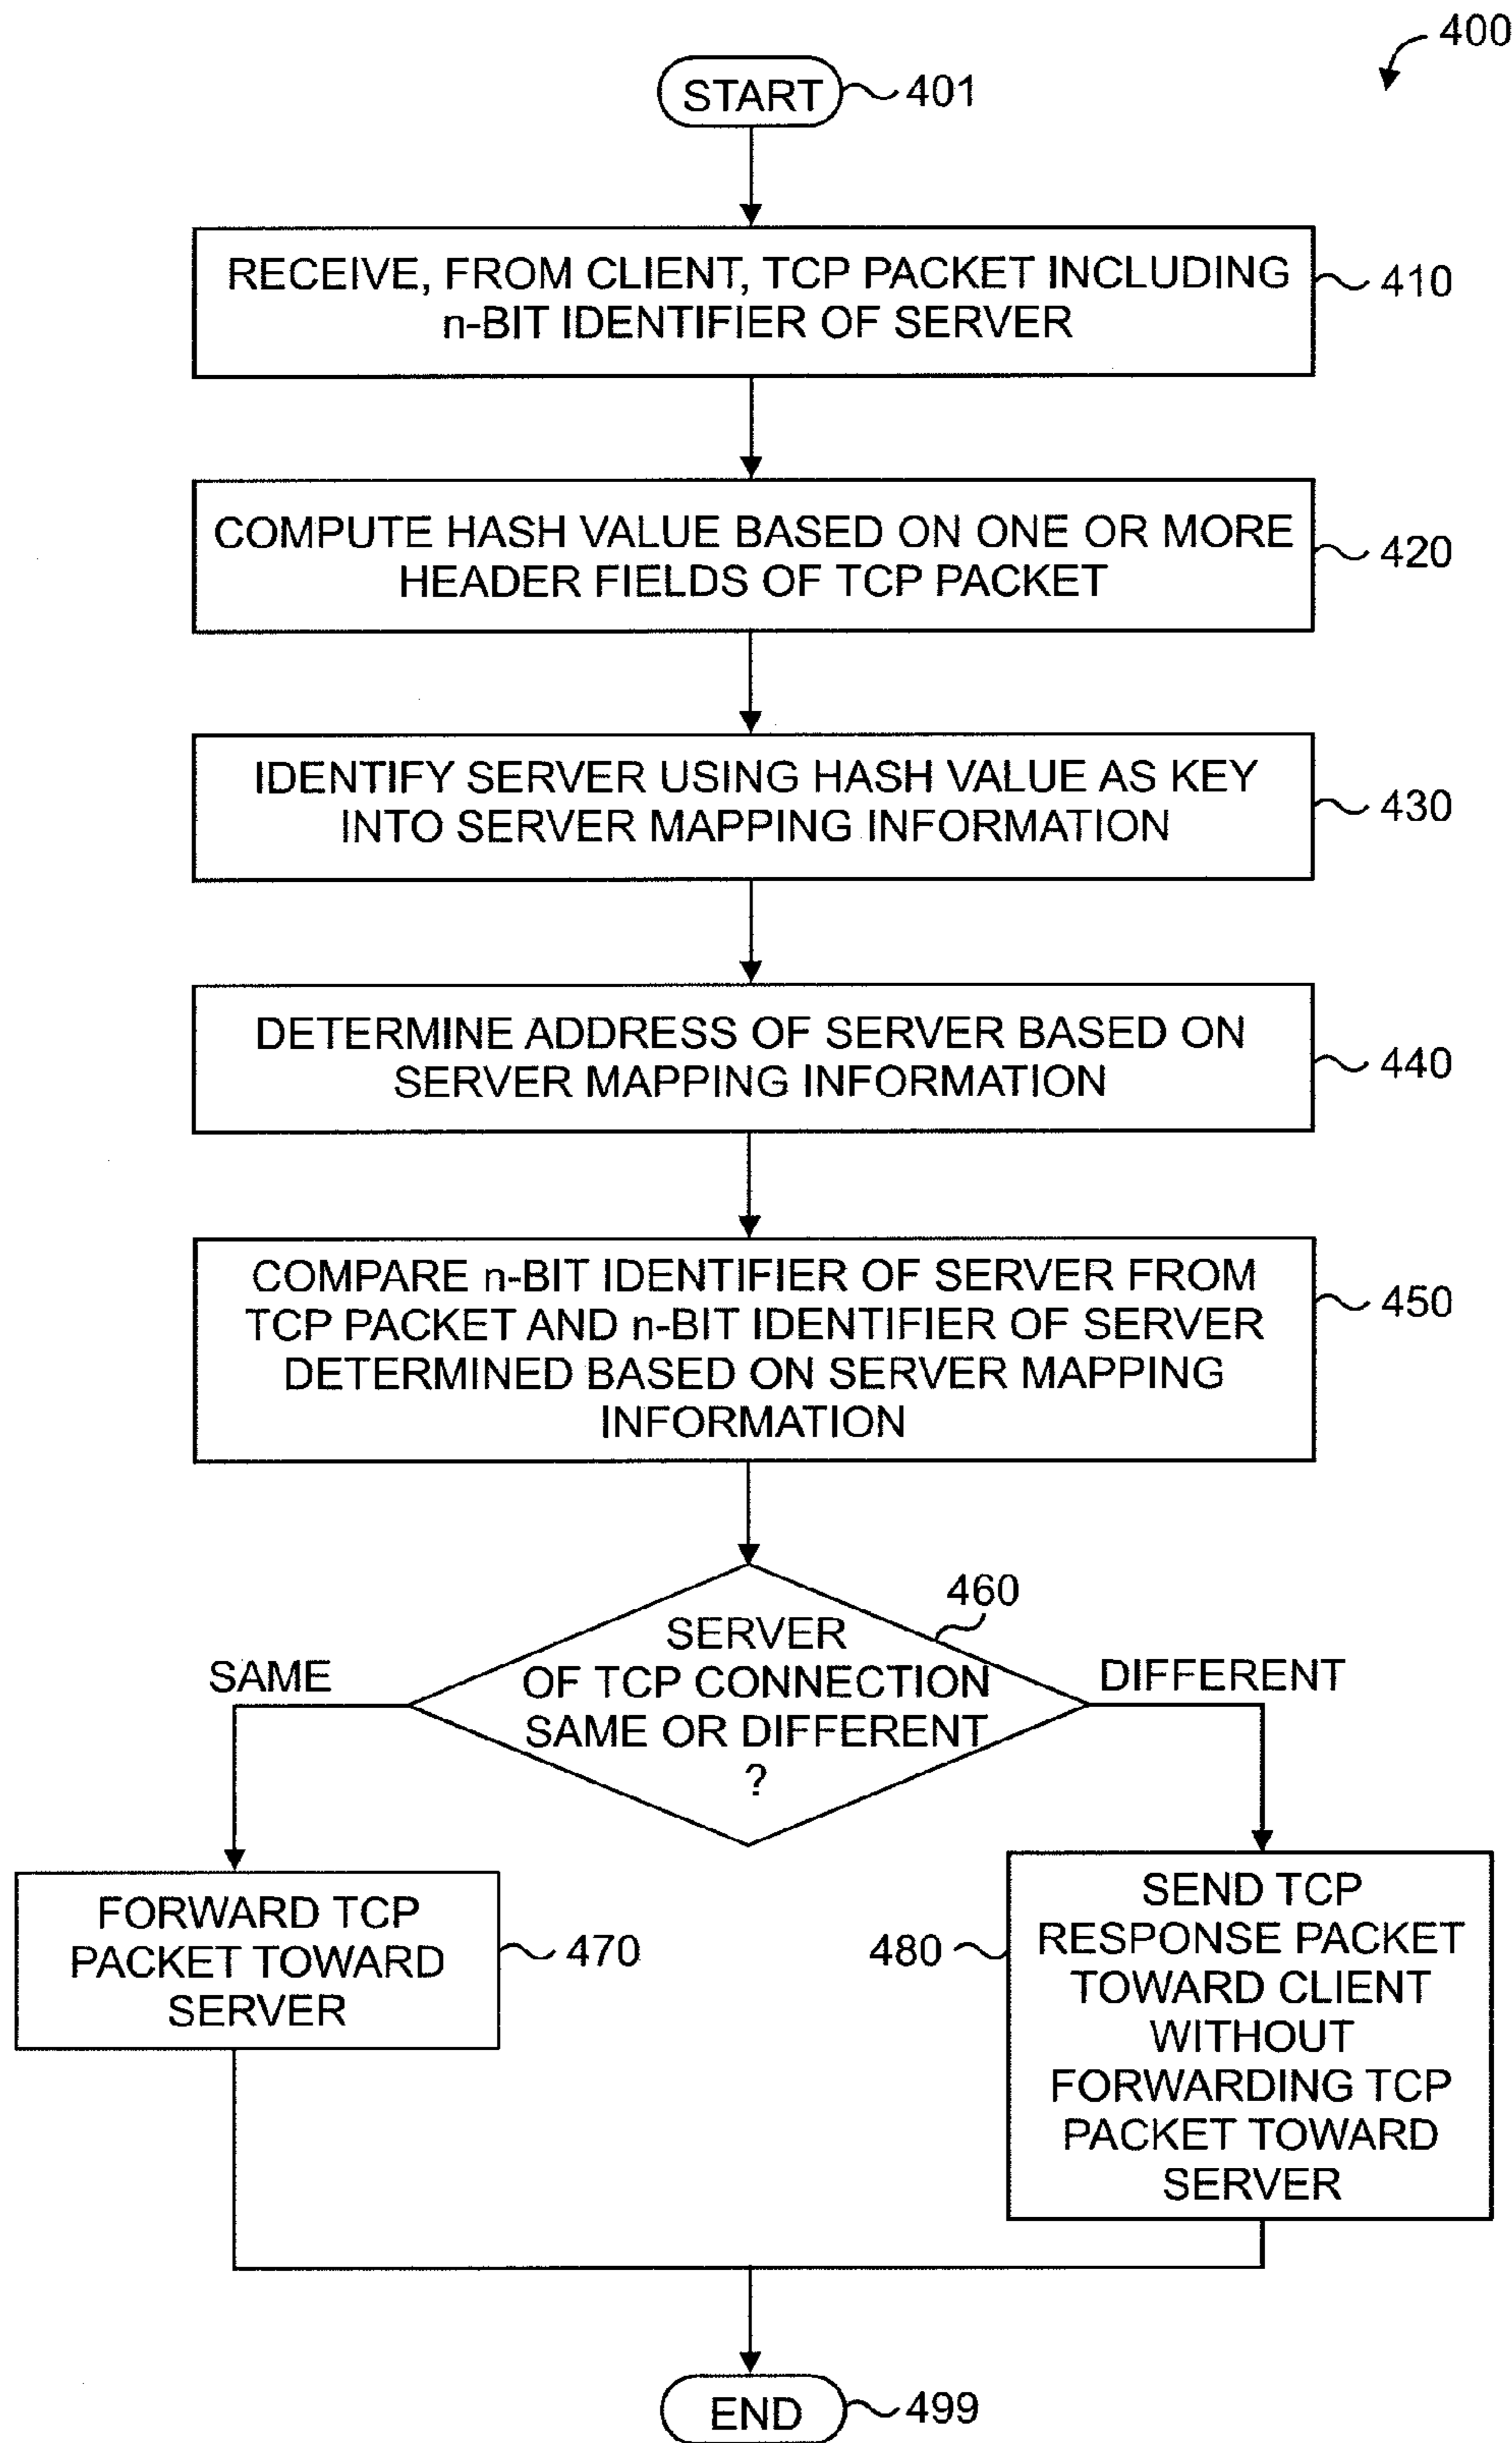 400
START
401
RECEIVE, FROM CLIENT, TCP PACKET INCLUDING
n-BIT IDENTIFIER OF SERVER
410
COMPUTE HASH VALUE BASED ON ONE OR MORE
HEADER FIELDS OF TCP PACKET
420
IDENTIFY SERVER USING HASH VALUE AS KEY
INTO SERVER MAPPING INFORMATION
430
DETERMINE ADDRESS OF SERVER BASED ON
SERVER MAPPING INFORMATION
440
COMPARE n-BIT IDENTIFIER OF SERVER FROM
TCP PACKET AND n-BIT IDENTIFIER OF SERVER
DETERMINED BASED ON SERVER MAPPING
INFORMATION
450
460
SERVER
OF TCP CONNECTION
SAME OR DIFFERENT
?
SAME
DIFFERENT
FORWARD TCP
PACKET TOWARD
SERVER
470
480
SEND TCP
RESPONSE PACKET
TOWARD CLIENT
WITHOUT
FORWARDING TCP
PACKET TOWARD
SERVER
END
499